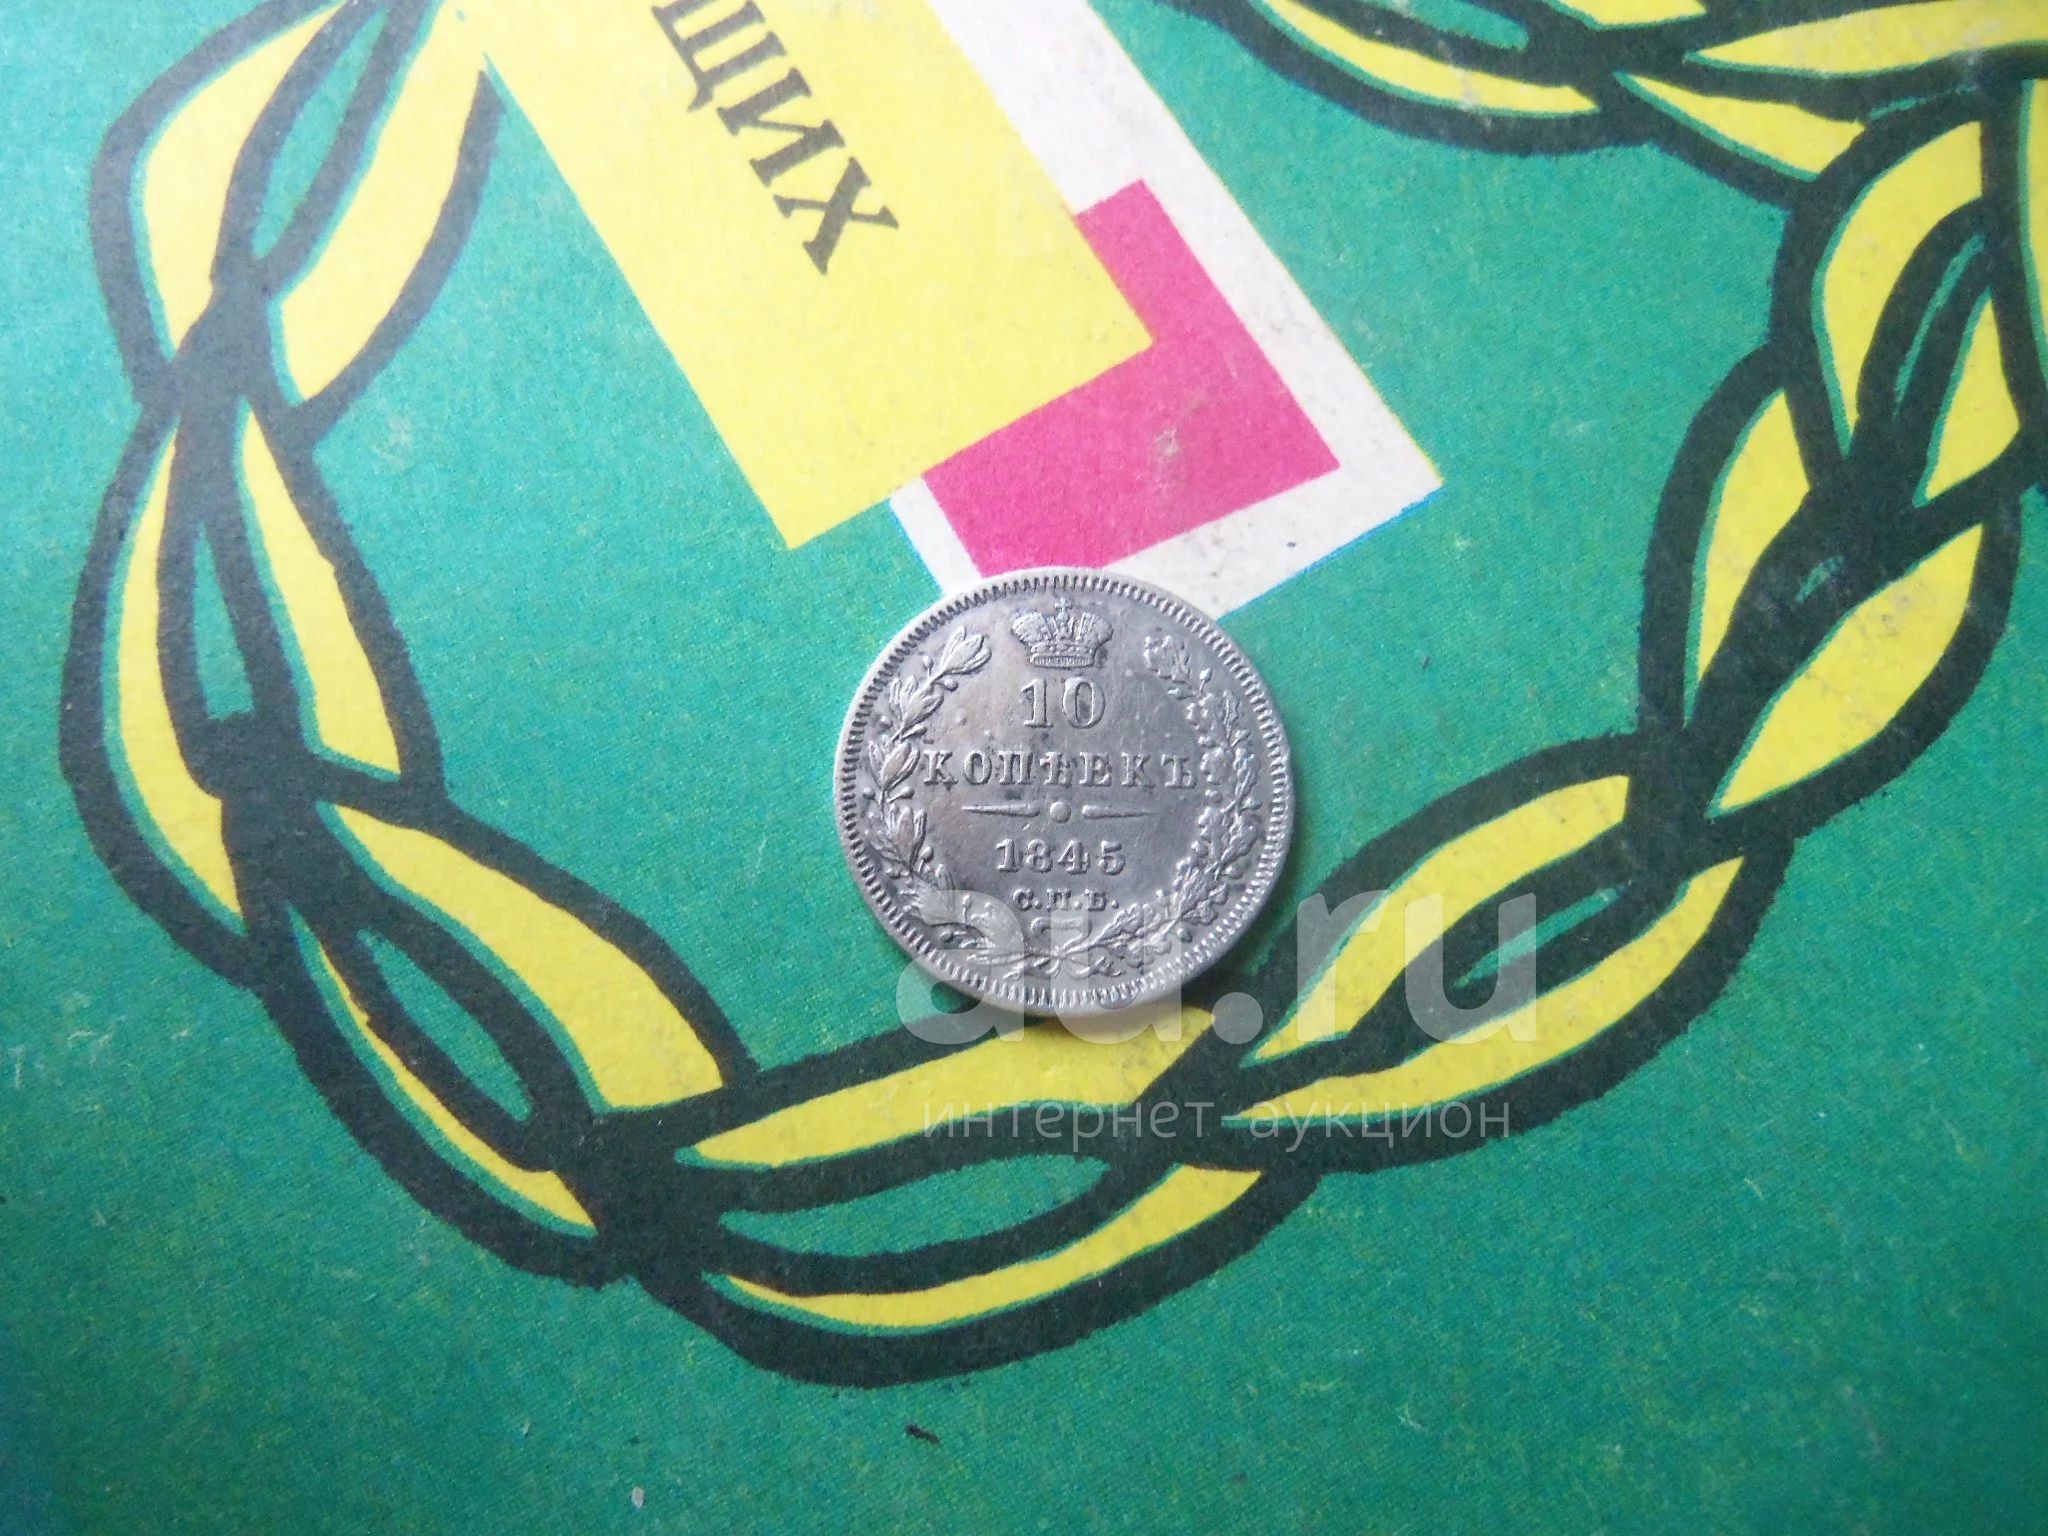 ЩИХ
10
КОПѢЕКЪ
1845
С.П.Б.
au.ru
интернет аукцион